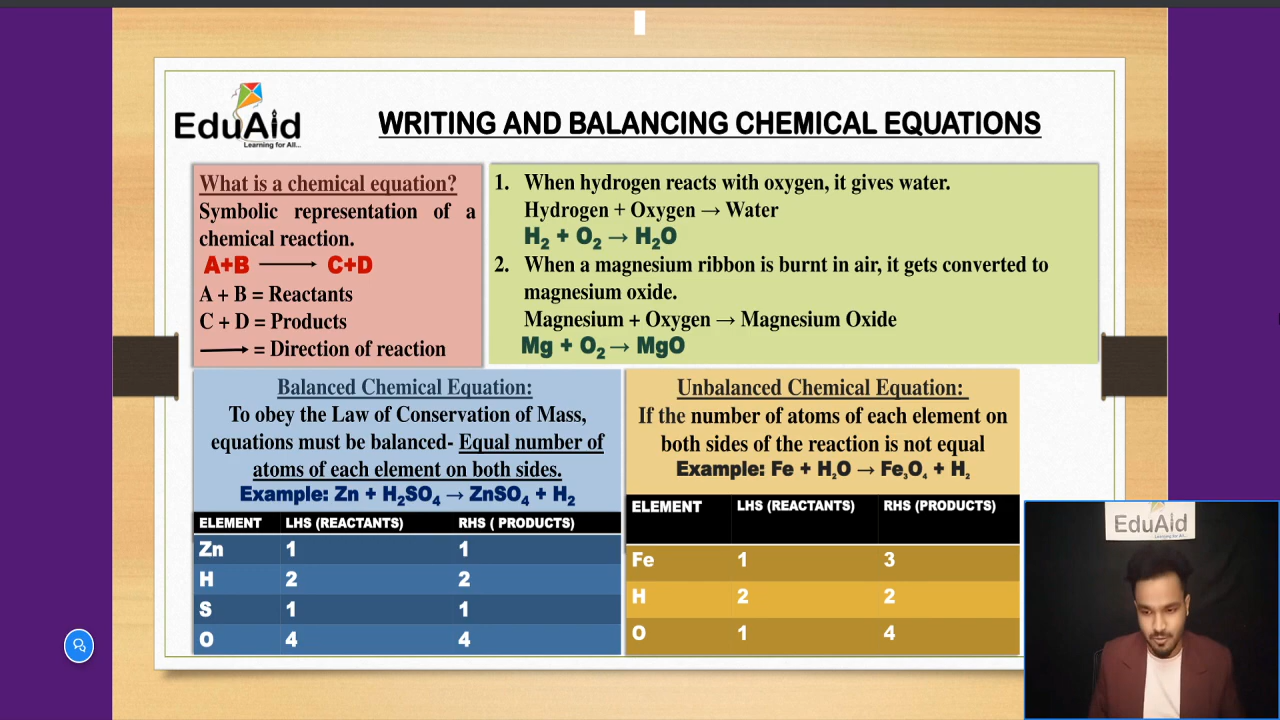 EduAid
Learning for All...
WRITING AND BALANCING CHEMICAL EQUATIONS
What is a chemical equation?
Symbolic representation of a
chemical reaction.
A+B ⟶ C+D
A + B = Reactants
C + D = Products
⟶ = Direction of reaction
1. When hydrogen reacts with oxygen, it gives water.
Hydrogen + Oxygen → Water
H₂ + O₂ → H₂O
2. When a magnesium ribbon is burnt in air, it gets converted to
magnesium oxide.
Magnesium + Oxygen → Magnesium Oxide
Mg + O₂ → MgO
Balanced Chemical Equation:
To obey the Law of Conservation of Mass,
equations must be balanced- Equal number of
atoms of each element on both sides.
Example: Zn + H₂SO₄ → ZnSO₄ + H₂
ELEMENT LHS (REACTANTS) RHS ( PRODUCTS)
Zn 1 1
H 2 2
S 1 1
O 4 4
Unbalanced Chemical Equation:
If the number of atoms of each element on
both sides of the reaction is not equal
Example: Fe + H₂O → Fe₃O₄ + H₂
ELEMENT LHS (REACTANTS) RHS (PRODUCTS)
Fe 1 3
H 2 2
O 1 4
EduAid
Learning for All...